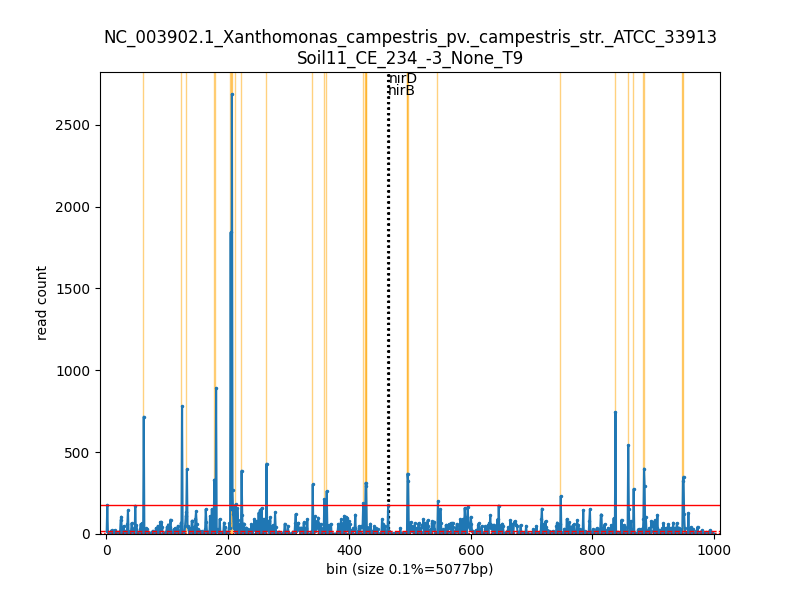 NC_003902.1_Xanthomonas_campestris_pv._campestris_str._ATCC_33913
Soil11_CE_234_-3_None_T9
nirD
nirB
2500
2000
1500
1000
500
0
read count
0 200 400 600 800 1000
bin (size 0.1%=5077bp)